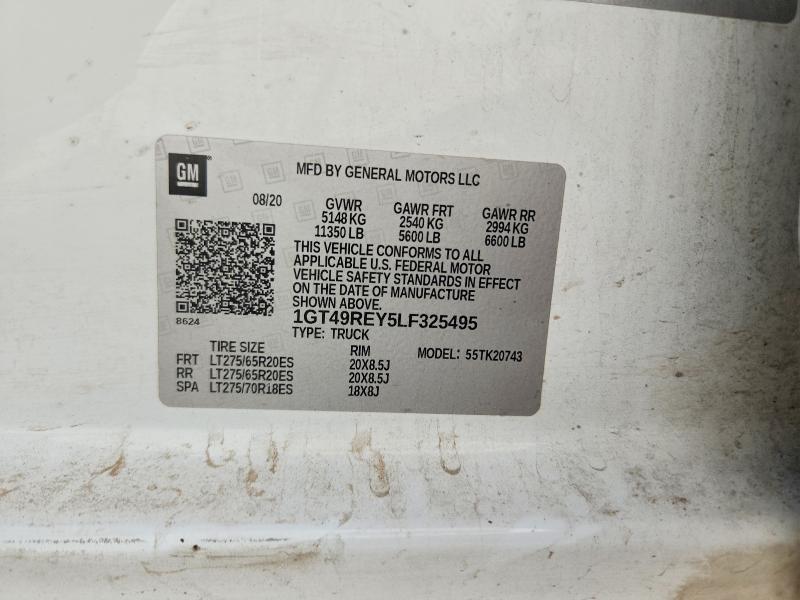 GM
MFD BY GENERAL MOTORS LLC
08/20
GVWR GAWR FRT GAWR RR
5148 KG 2540 KG 2994 KG
11350 LB 5600 LB 6600 LB
THIS VEHICLE CONFORMS TO ALL
APPLICABLE U.S. FEDERAL MOTOR
VEHICLE SAFETY STANDARDS IN EFFECT
ON THE DATE OF MANUFACTURE
SHOWN ABOVE.
8624
1GT49REY5LF325495
TYPE: TRUCK
TIRE SIZE RIM MODEL: 55TK20743
FRT LT275/65R20ES 20X8.5J
RR LT275/65R20ES 20X8.5J
SPA LT275/70R18ES 18X8J